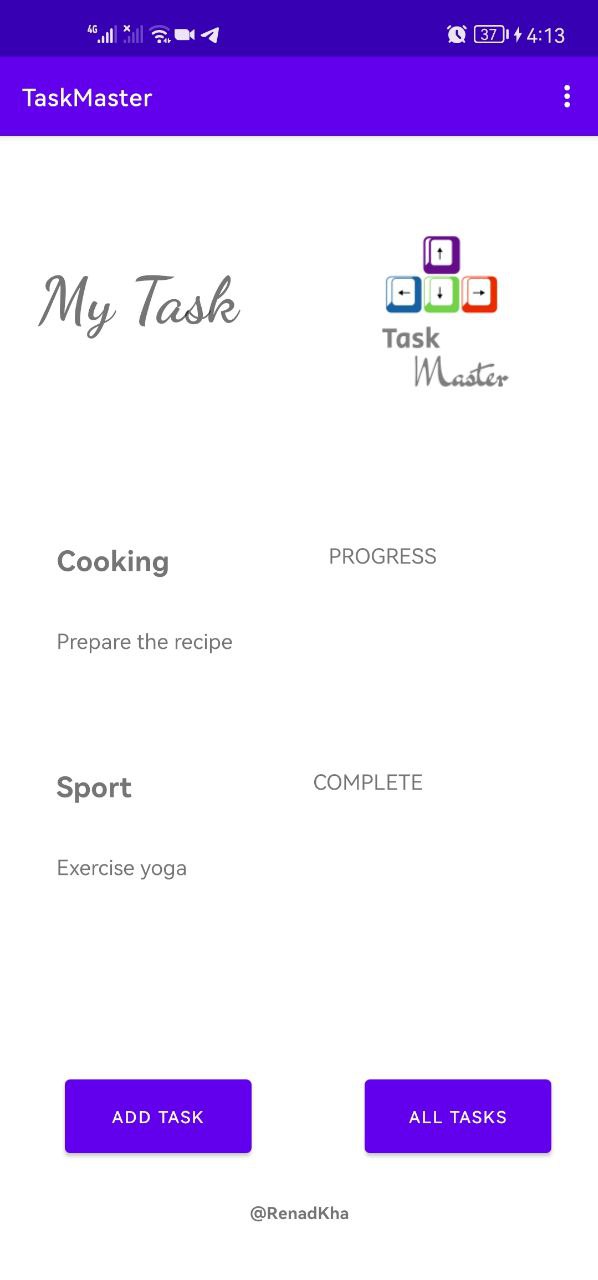 4G 37 4:13
TaskMaster
My Task
Task
Master
Cooking PROGRESS
Prepare the recipe
Sport COMPLETE
Exercise yoga
ADD TASK ALL TASKS
@RenadKha